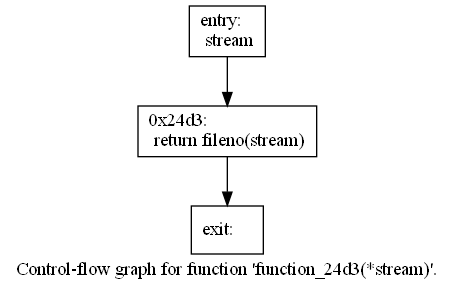 entry:
stream
0x24d3:
return fileno(stream)
exit:
Control-flow graph for function 'function_24d3(*stream)'.